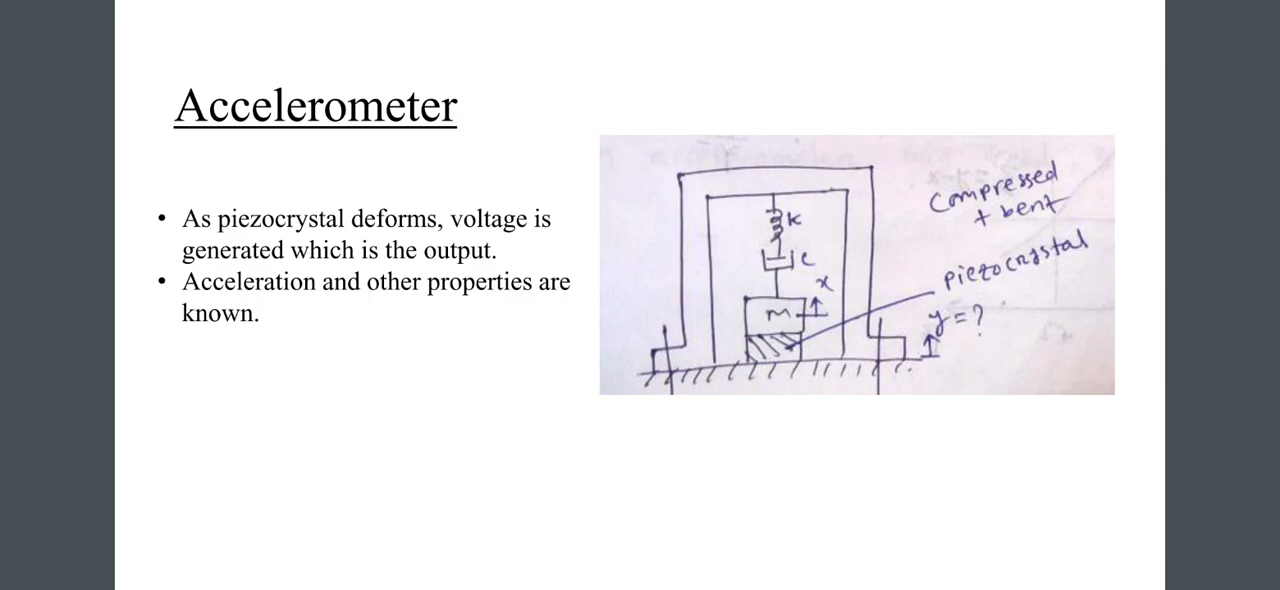 Accelerometer
• As piezocrystal deforms, voltage is
generated which is the output.
• Acceleration and other properties are
known.
Compressed
+ bent
k
c
x
piezocrystal
m
y = ?